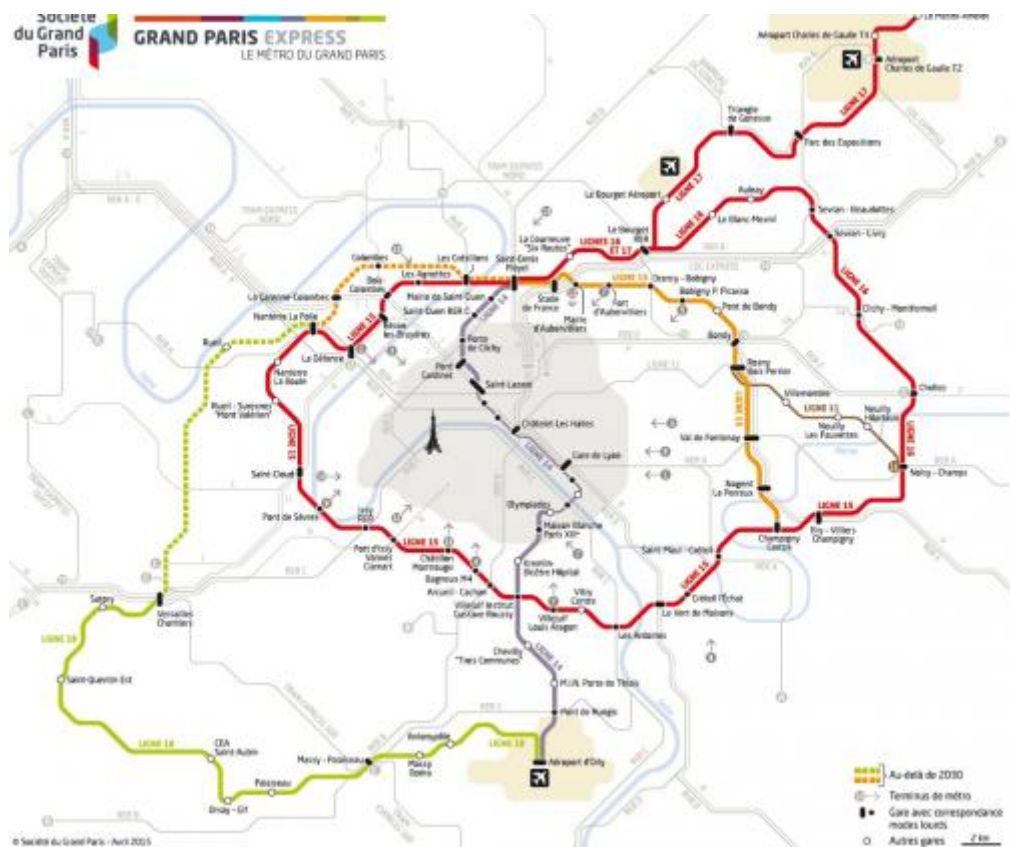 Société
du Grand
Paris
GRAND PARIS EXPRESS
LE MÉTRO DU GRAND PARIS
Le Mesnil-Amelot
Aéroport Charles de Gaulle T4
Aéroport
Charles de Gaulle T2
LIGNE 17
Triangle
de Gonesse
Parc des Expositions
Le Bourget Aéroport
LIGNE 17
Aulnay
Le Blanc-Mesnil
LIGNE 16
Sevran - Beaudottes
Sevran - Livry
Le Bourget
RER
La Courneuve
"Six Routes"
LIGNES 16
ET 17
LIGNE 16
Colombes
Les Agnettes
Les Grésillons
Saint-Denis
Pleyel
Bois
Colombes
La Garenne Colombes
Mairie de Saint-Ouen
Saint Ouen RER C
LIGNE 14
Stade
de France
Mairie
d'Aubervilliers
Fort
d'Aubervilliers
LIGNE 15
Drancy - Bobigny
Bobigny P. Picasso
Pont de Bondy
Bondy
Clichy - Montfermeil
Nanterre La Folie
LIGNE 15
La Défense
Rueil
Porte
de Clichy
Pont
Cardinet
Saint-Lazare
Rosny
Bois Perrier
LIGNE 11
Nanterre
La Boule
Rueil - Suresnes
"Mont Valérien"
Villemomble
LIGNE 11
Neuilly
Hôpitaux
Neuilly
Les Fauvettes
Chelles
LIGNE 15
Châtelet Les Halles
LIGNE 14
Gare de Lyon
LIGNE 15
Val de Fontenay
LIGNE 16
Noisy - Champs
Saint-Cloud
Nogent
Le Perreux
Pont de Sèvres
Issy
RER
Olympiades
Maison Blanche
Paris XIIIe
LIGNE 15
Bry - Villiers
Champigny
Champigny
Centre
LIGNE 15
Fort d'Issy
Vanves
Clamart
Châtillon
Montrouge
Bagneux M4
Arcueil - Cachan
Kremlin-
Bicêtre Hôpital
Saint Maur - Créteil
LIGNE 15
Créteil l'Échat
Villejuif Institut
Gustave Roussy
Villejuif
Louis Aragon
Vitry
Centre
Le Vert de Maisons
Les Ardoines
Satory
Versailles
Chantiers
LIGNE 18
Chevilly
"Trois Communes"
LIGNE 14
M.I.N. Porte de Thiais
Pont de Rungis
Saint-Quentin Est
LIGNE 18
CEA
Saint-Aubin
Massy - Palaiseau
Antonypôle
Massy
Opéra
LIGNE 18
Aéroport d'Orly
Palaiseau
Orsay - Gif
Au-delà de 2030
Terminus de métro
Gare avec correspondance
modes lourds
Autres gares
2 km
© Société du Grand Paris - Avril 2015